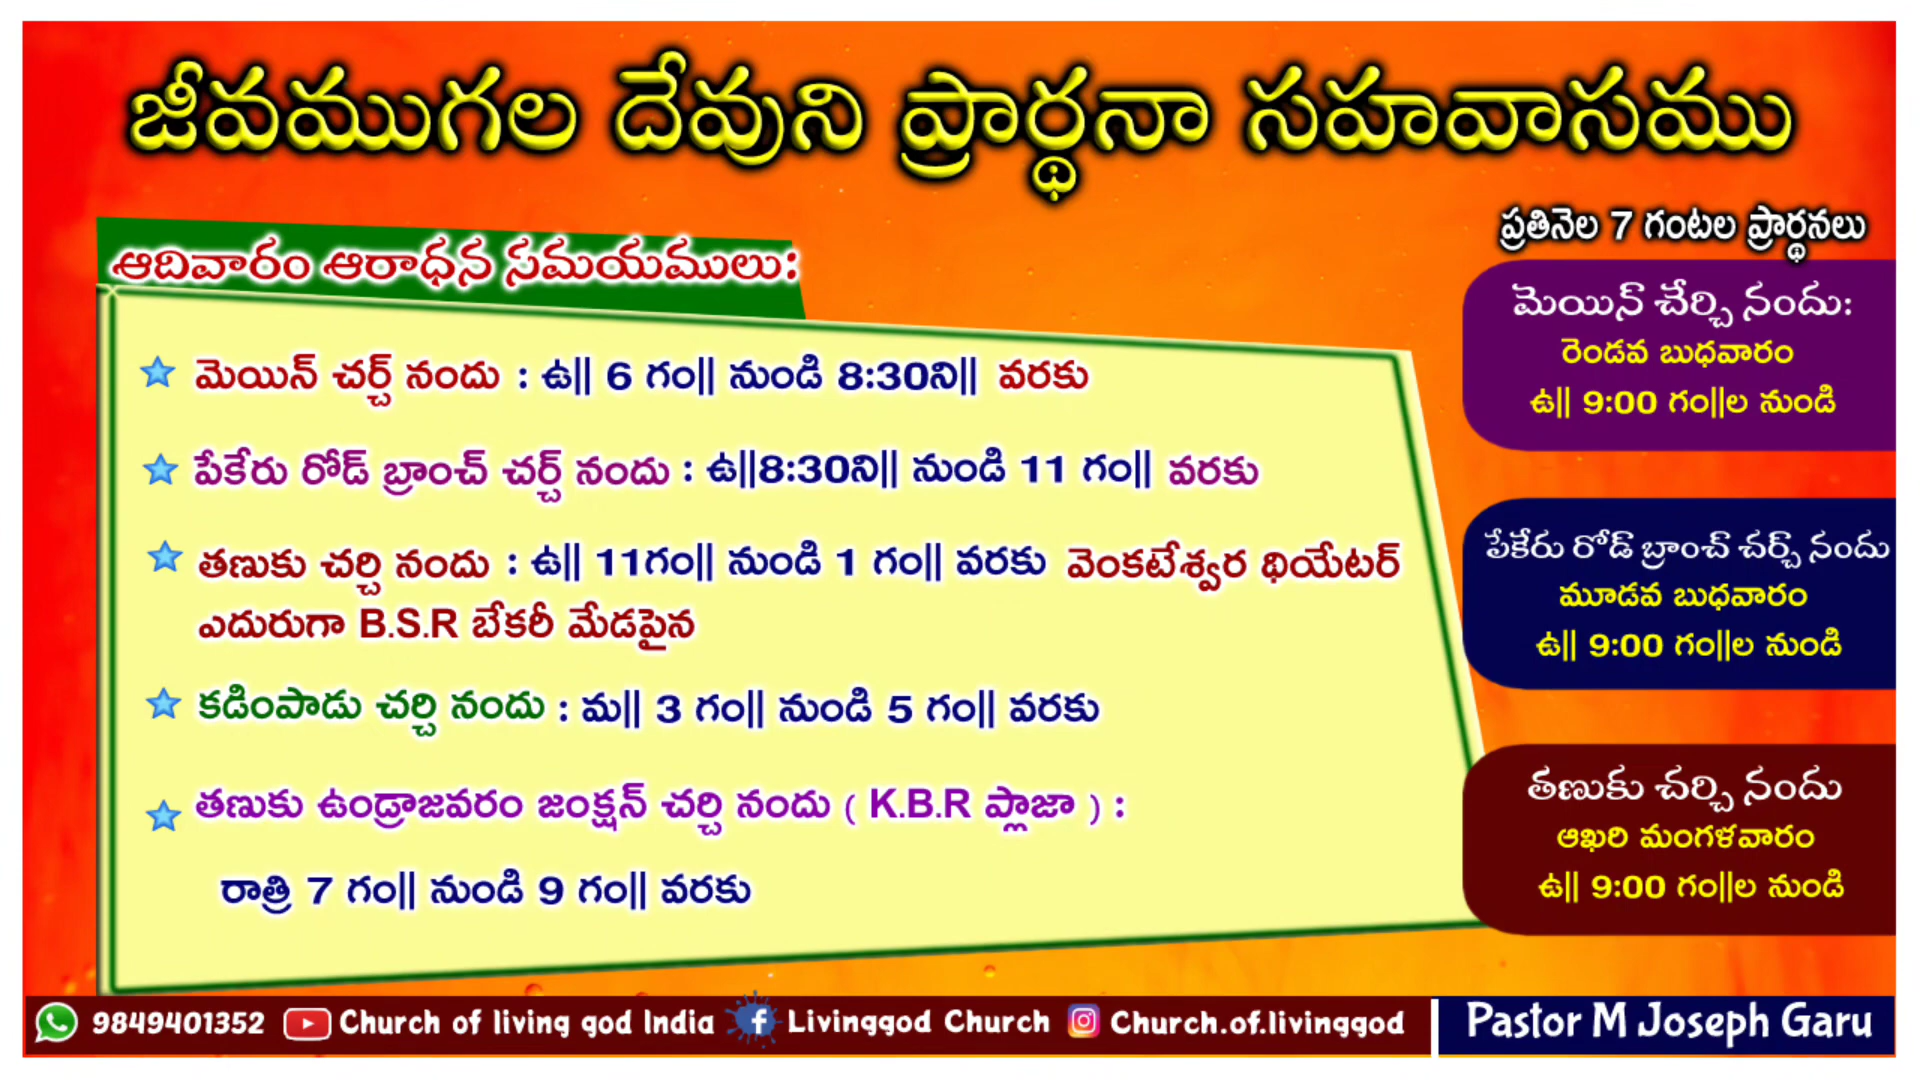 జీవముగల దేవుని ప్రార్థనా సహవాసము
ఆదివారం ఆరాధన సమయములు:
మెయిన్ చర్చ్ నందు : ఉ|| 6 గం|| నుండి 8:30ని|| వరకు
పేకేరు రోడ్ బ్రాంచ్ చర్చ్ నందు : ఉ||8:30ని|| నుండి 11 గం|| వరకు
తణుకు చర్చి నందు : ఉ|| 11గం|| నుండి 1 గం|| వరకు వెంకటేశ్వర థియేటర్
ఎదురుగా B.S.R బేకరీ మేడపైన
కడింపాడు చర్చి నందు : మ|| 3 గం|| నుండి 5 గం|| వరకు
తణుకు ఉండ్రాజవరం జంక్షన్ చర్చి నందు ( K.B.R ప్లాజా ) :
రాత్రి 7 గం|| నుండి 9 గం|| వరకు
ప్రతినెల 7 గంటల ప్రార్థనలు
మెయిన్ చేర్చి నందు:
రెండవ బుధవారం
ఉ|| 9:00 గం||ల నుండి
పేకేరు రోడ్ బ్రాంచ్ చర్చ్ నందు
మూడవ బుధవారం
ఉ|| 9:00 గం||ల నుండి
తణుకు చర్చి నందు
ఆఖరి మంగళవారం
ఉ|| 9:00 గం||ల నుండి
9849401352 Church of living god India Livinggod Church Church.of.livinggod Pastor M Joseph Garu